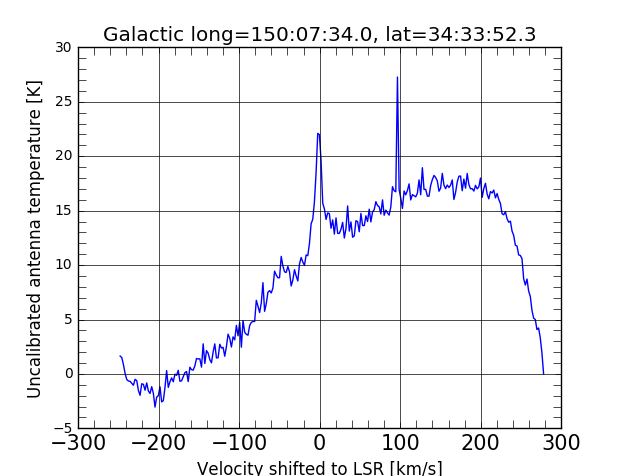 Galactic long=150:07:34.0, lat=34:33:52.3
Uncalibrated antenna temperature [K]
30
25
20
15
10
5
0
−5
−300 −200 −100 0 100 200 300
Velocity shifted to LSR [km/s]